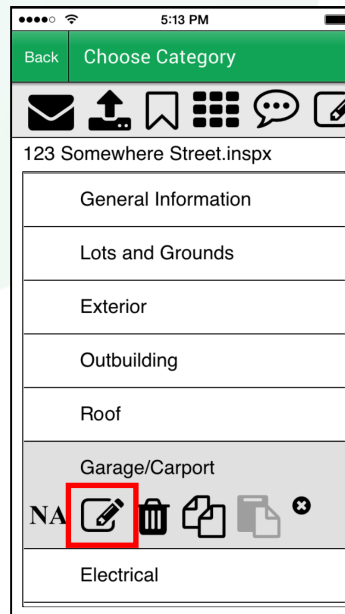 5:13 PM
Back Choose Category
123 Somewhere Street.inspx
General Information
Lots and Grounds
Exterior
Outbuilding
Roof
Garage/Carport
NA
Electrical